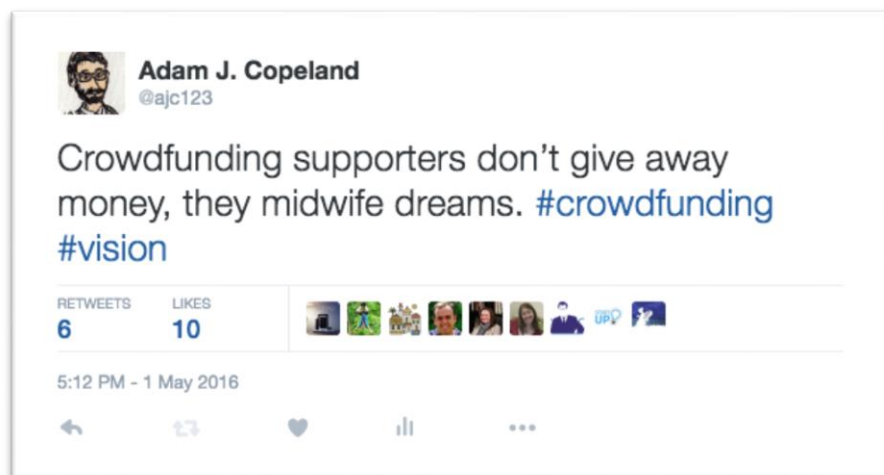 Adam J. Copeland
@ajc123
Crowdfunding supporters don’t give away
money, they midwife dreams. #crowdfunding
#vision
RETWEETS LIKES
6 10
UP
5:12 PM - 1 May 2016